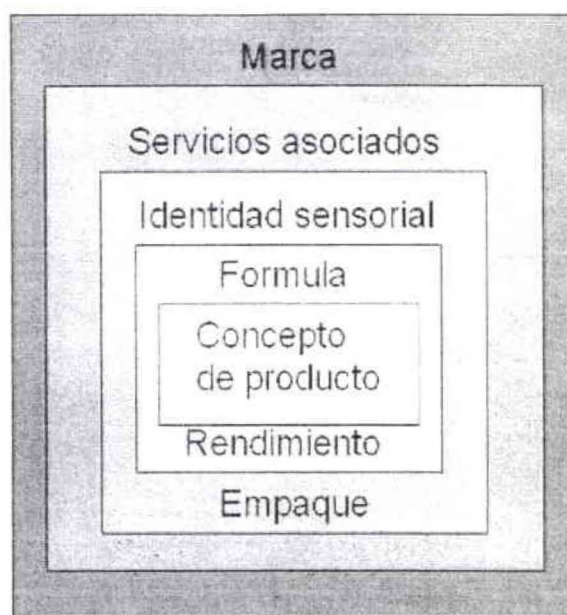 Marca
Servicios asociados
Identidad sensorial
Formula
Concepto
de producto
Rendimiento
Empaque